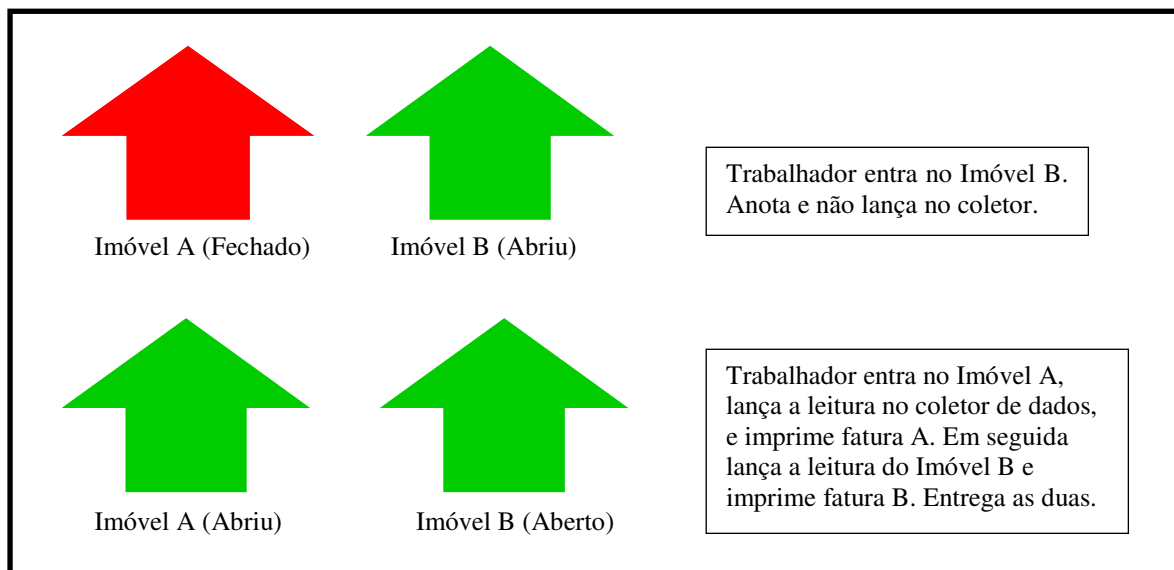 Imóvel A (Fechado)
Imóvel B (Abriu)
Trabalhador entra no Imóvel B.
Anota e não lança no coletor.
Imóvel A (Abriu)
Imóvel B (Aberto)
Trabalhador entra no Imóvel A,
lança a leitura no coletor de dados,
e imprime fatura A. Em seguida
lança a leitura do Imóvel B e
imprime fatura B. Entrega as duas.